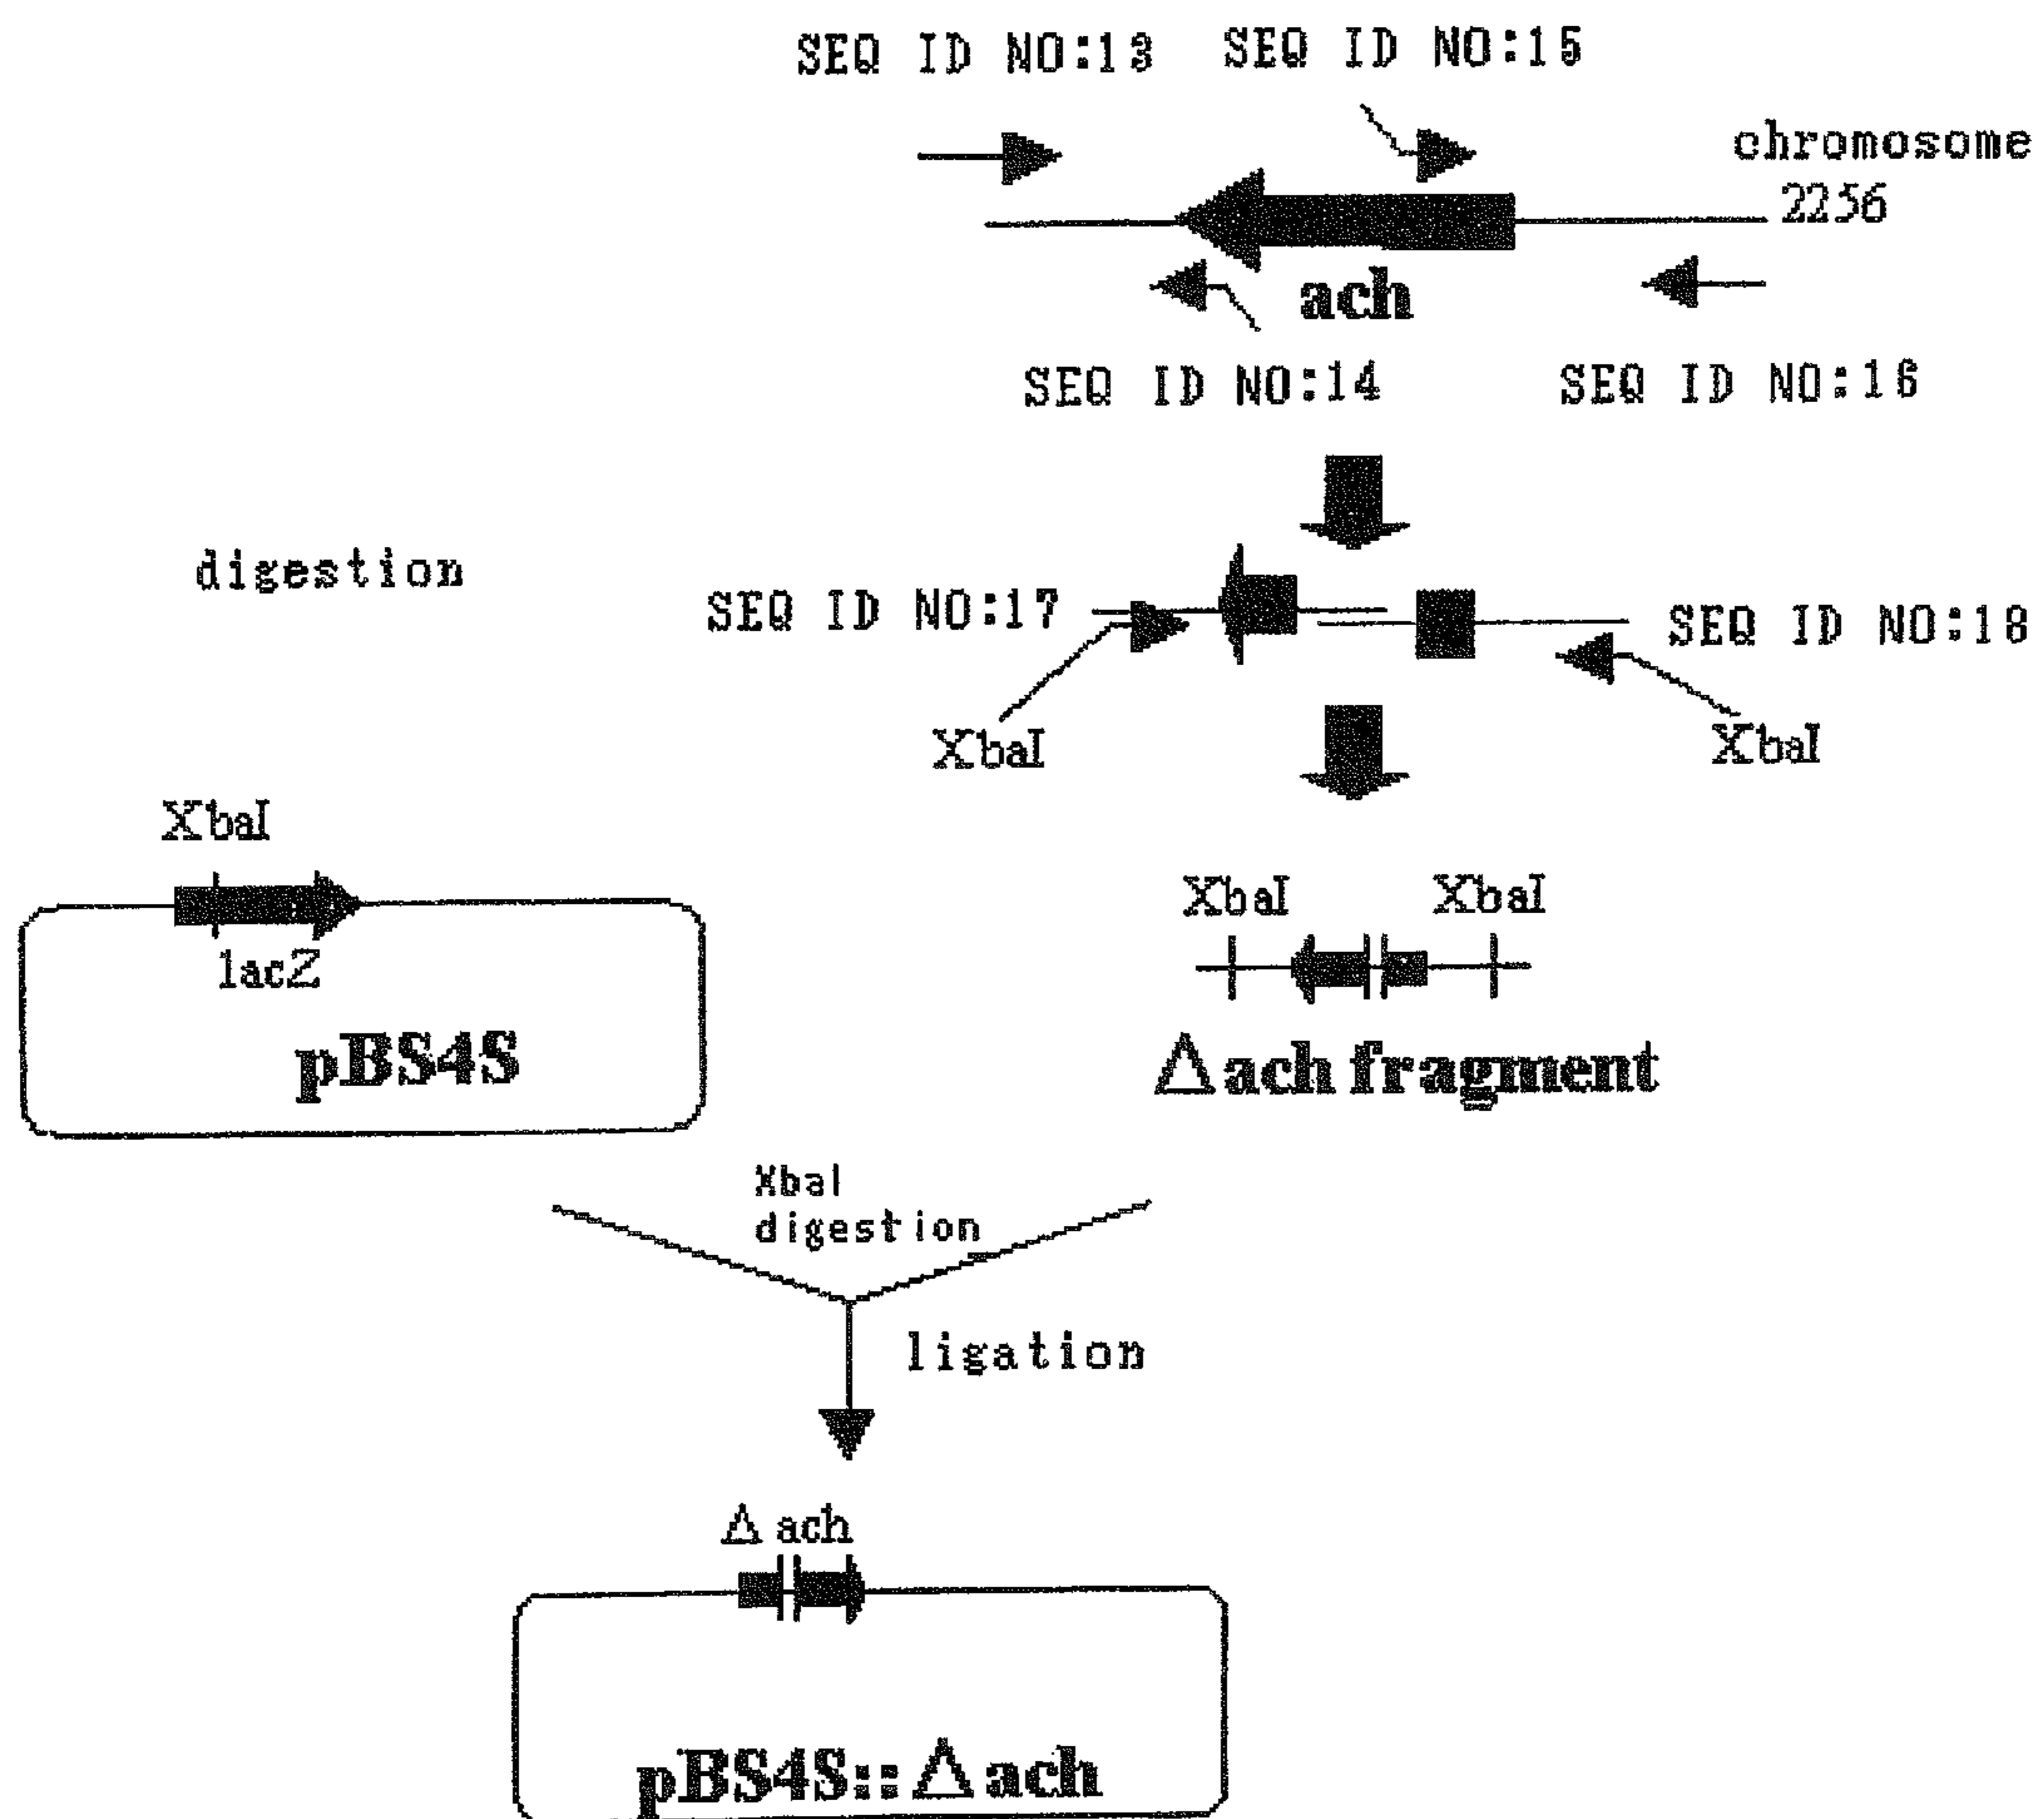 SEQ ID NO:13 SEQ ID NO:15
chromosome
2256
ach
SEQ ID NO:14 SEQ ID NO:16
digestion
SEQ ID NO:17 SEQ ID NO:18
XbaI XbaI
XbaI
lacZ
pBS4S
XbaI XbaI
Δach fragment
XbaI
digestion
ligation
Δach
pBS4S::Δach